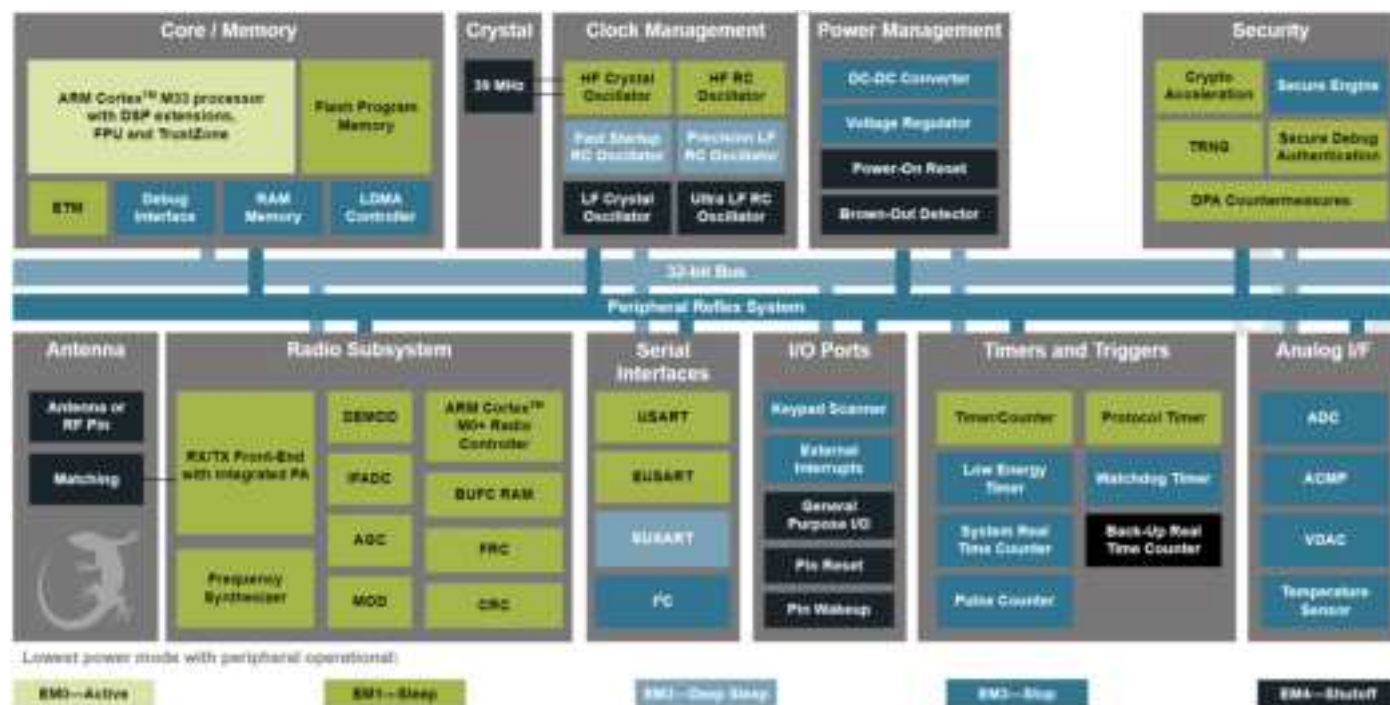 Core / Memory
ARM Cortex™ M33 processor
with DSP extensions,
FPU and TrustZone
Flash Program
Memory
ETM
Debug
Interface
RAM
Memory
LDMA
Controller
Crystal
39 MHz
Clock Management
HF Crystal
Oscillator
HF RC
Oscillator
Fast Startup
RC Oscillator
Precision LF
RC Oscillator
LF Crystal
Oscillator
Ultra LF RC
Oscillator
Power Management
DC-DC Converter
Voltage Regulator
Power-On Reset
Brown-Out Detector
Security
Crypto
Acceleration
Secure Engine
TRNG
Secure Debug
Authentication
DPA Countermeasures
32-bit Bus
Peripheral Reflex System
Antenna
Antenna or
RF Pin
Matching
Radio Subsystem
RX/TX Front-End
with Integrated PA
Frequency
Synthesizer
DEMOD
IFADC
AGC
MOD
ARM Cortex™
M0+ Radio
Controller
BUFC RAM
FRC
CRC
Serial
Interfaces
USART
EUSART
EUSART
I²C
I/O Ports
Keypad Scanner
External
Interrupts
General
Purpose I/O
Pin Reset
Pin Wakeup
Timers and Triggers
Timer/Counter
Protocol Timer
Low Energy
Timer
Watchdog Timer
System Real
Time Counter
Back-Up Real
Time Counter
Pulse Counter
Analog I/F
ADC
ACMP
VDAC
Temperature
Sensor
Lowest power mode with peripheral operational:
EM0—Active
EM1—Sleep
EM2—Deep Sleep
EM3—Stop
EM4—Shutoff